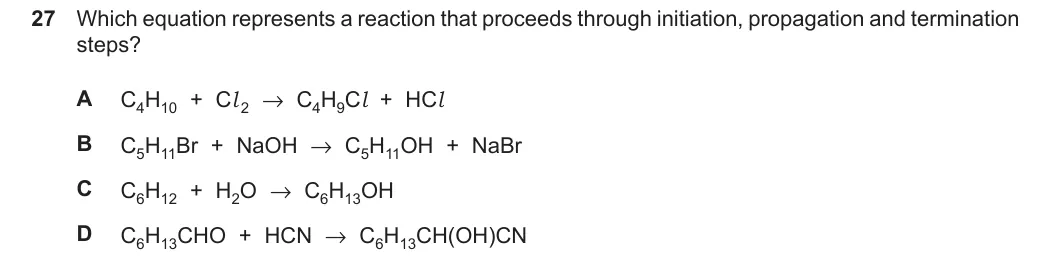 27 Which equation represents a reaction that proceeds through initiation, propagation and termination
steps?
A C₄H₁₀ + Cl₂ → C₄H₉Cl + HCl
B C₅H₁₁Br + NaOH → C₅H₁₁OH + NaBr
C C₆H₁₂ + H₂O → C₆H₁₃OH
D C₆H₁₃CHO + HCN → C₆H₁₃CH(OH)CN